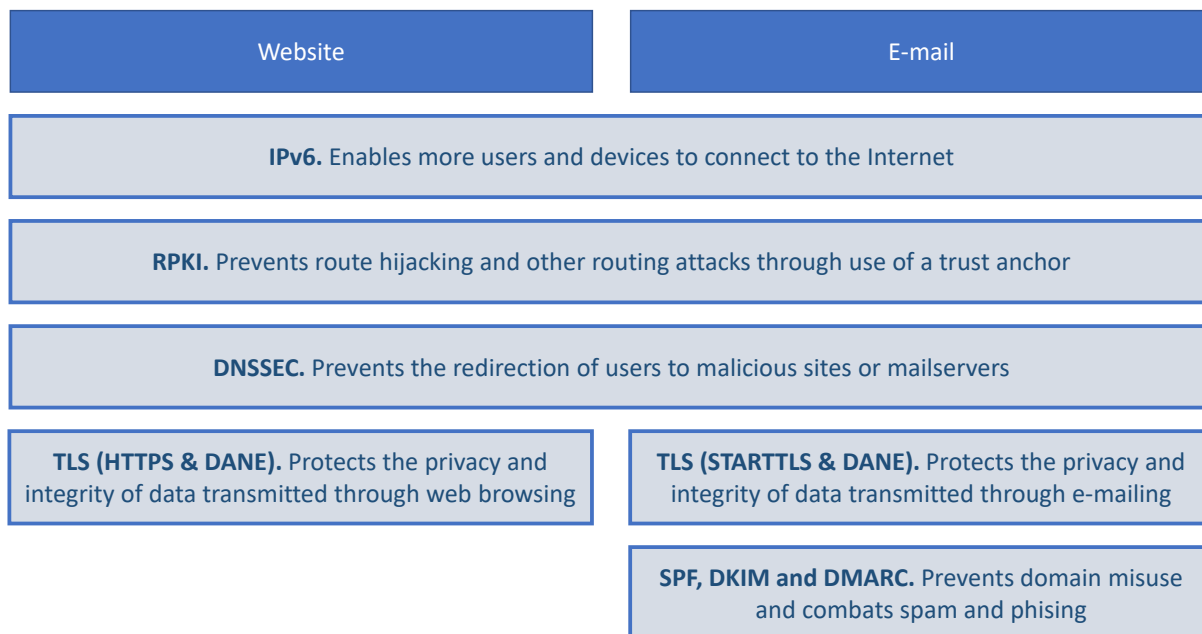 Website
E-mail
IPv6. Enables more users and devices to connect to the Internet
RPKI. Prevents route hijacking and other routing attacks through use of a trust anchor
DNSSEC. Prevents the redirection of users to malicious sites or mailservers
TLS (HTTPS & DANE). Protects the privacy and
integrity of data transmitted through web browsing
TLS (STARTTLS & DANE). Protects the privacy and
integrity of data transmitted through e-mailing
SPF, DKIM and DMARC. Prevents domain misuse
and combats spam and phising